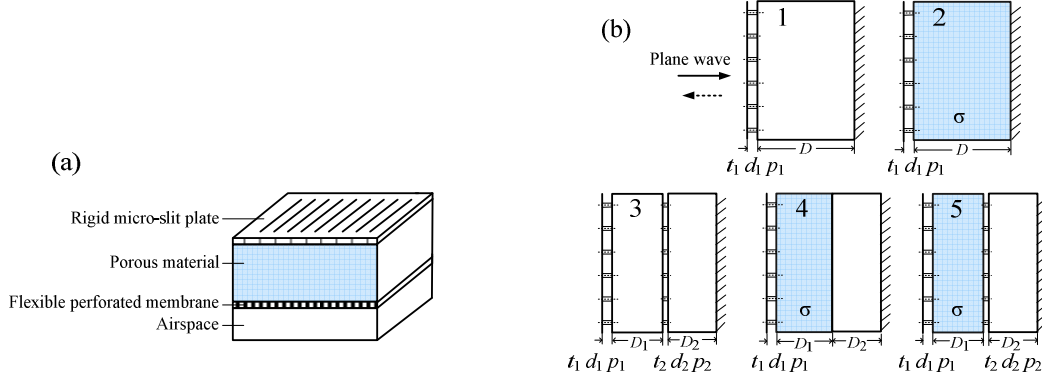 (a)
Rigid micro-slit plate
Porous material
Flexible perforated membrane
Airspace
(b)
Plane wave
1
D
t₁ d₁ p₁
2
σ
D
t₁ d₁ p₁
3
D₁ D₂
t₁ d₁ p₁ t₂ d₂ p₂
4
σ
D₁ D₂
t₁ d₁ p₁
5
σ
D₁ D₂
t₁ d₁ p₁ t₂ d₂ p₂